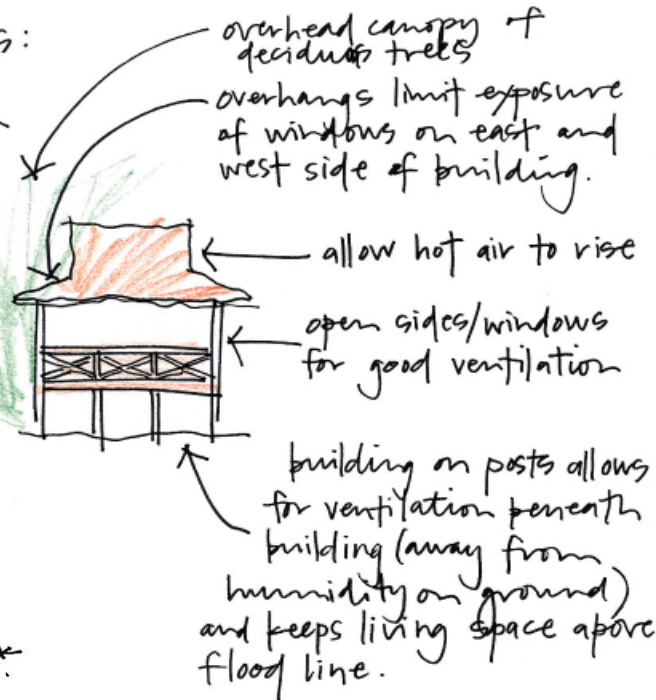 s:
overhead canopy of
deciduos trees
overhangs limit exposure
of windows on east and
west side of building.
allow hot air to rise
open sides/windows
for good ventilation
building on posts allows
for ventilation beneath
building (away from
humidity on ground)
and keeps living space above
flood line.